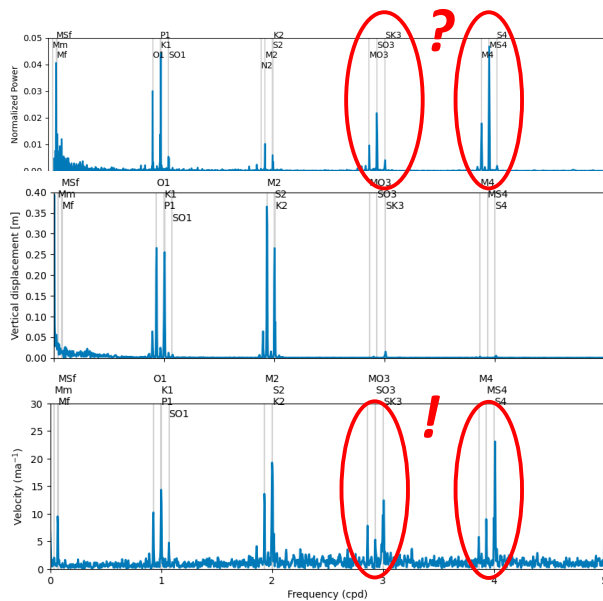 MSf P1 K2 SK3 S4
Mm K1 S2 SO3 MS4
Mf O1 SO1 M2 MO3 M4
N2
?
0.05
0.04
0.03
0.02
0.01
0.00
Normalized Power
MSf O1 M2 MO3 M4
Mm K1 S2 SO3 MS4
Mf P1 K2 SK3 S4
SO1
0.40
0.35
0.30
0.25
0.20
0.15
0.10
0.05
0.00
Vertical displacement [m]
MSf O1 M2 MO3 M4
Mm K1 S2 SO3 MS4
Mf P1 K2 SK3 S4
SO1
!
30
25
20
15
10
5
0
Velocity (ma⁻¹)
0 1 2 3 4
Frequency (cpd)